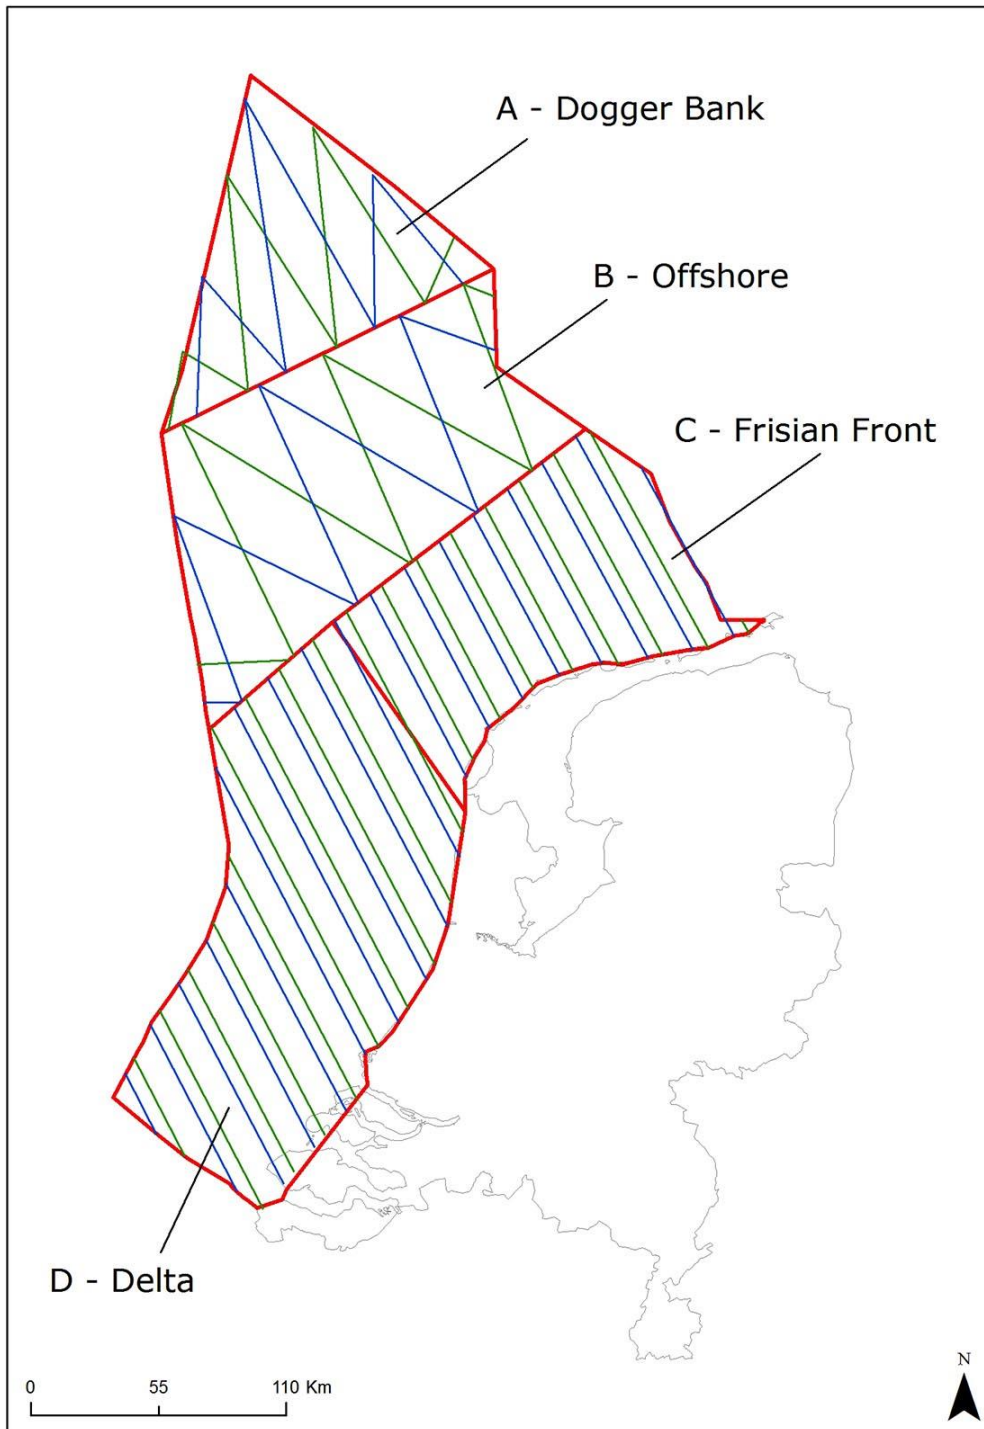 A - Dogger Bank
B - Offshore
C - Frisian Front
D - Delta
0 55 110 Km
N